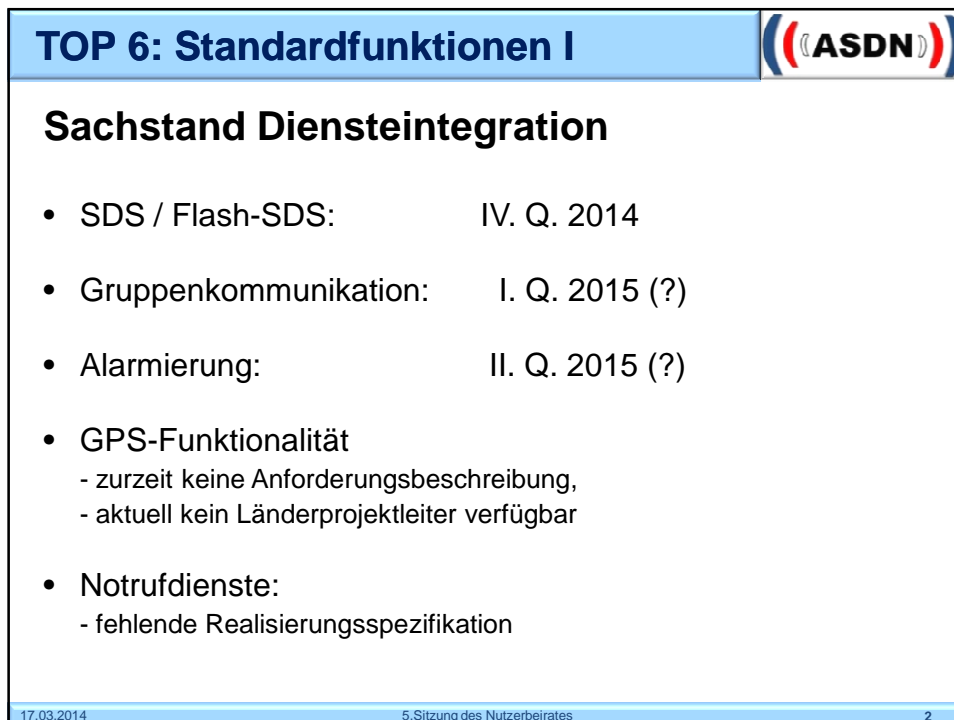 TOP 6: Standardfunktionen I
((ASDN))
Sachstand Diensteintegration
• SDS / Flash-SDS: IV. Q. 2014
• Gruppenkommunikation: I. Q. 2015 (?)
• Alarmierung: II. Q. 2015 (?)
• GPS-Funktionalität
- zurzeit keine Anforderungsbeschreibung,
- aktuell kein Länderprojektleiter verfügbar
• Notrufdienste:
- fehlende Realisierungsspezifikation
17.03.2014 5.Sitzung des Nutzerbeirates 2